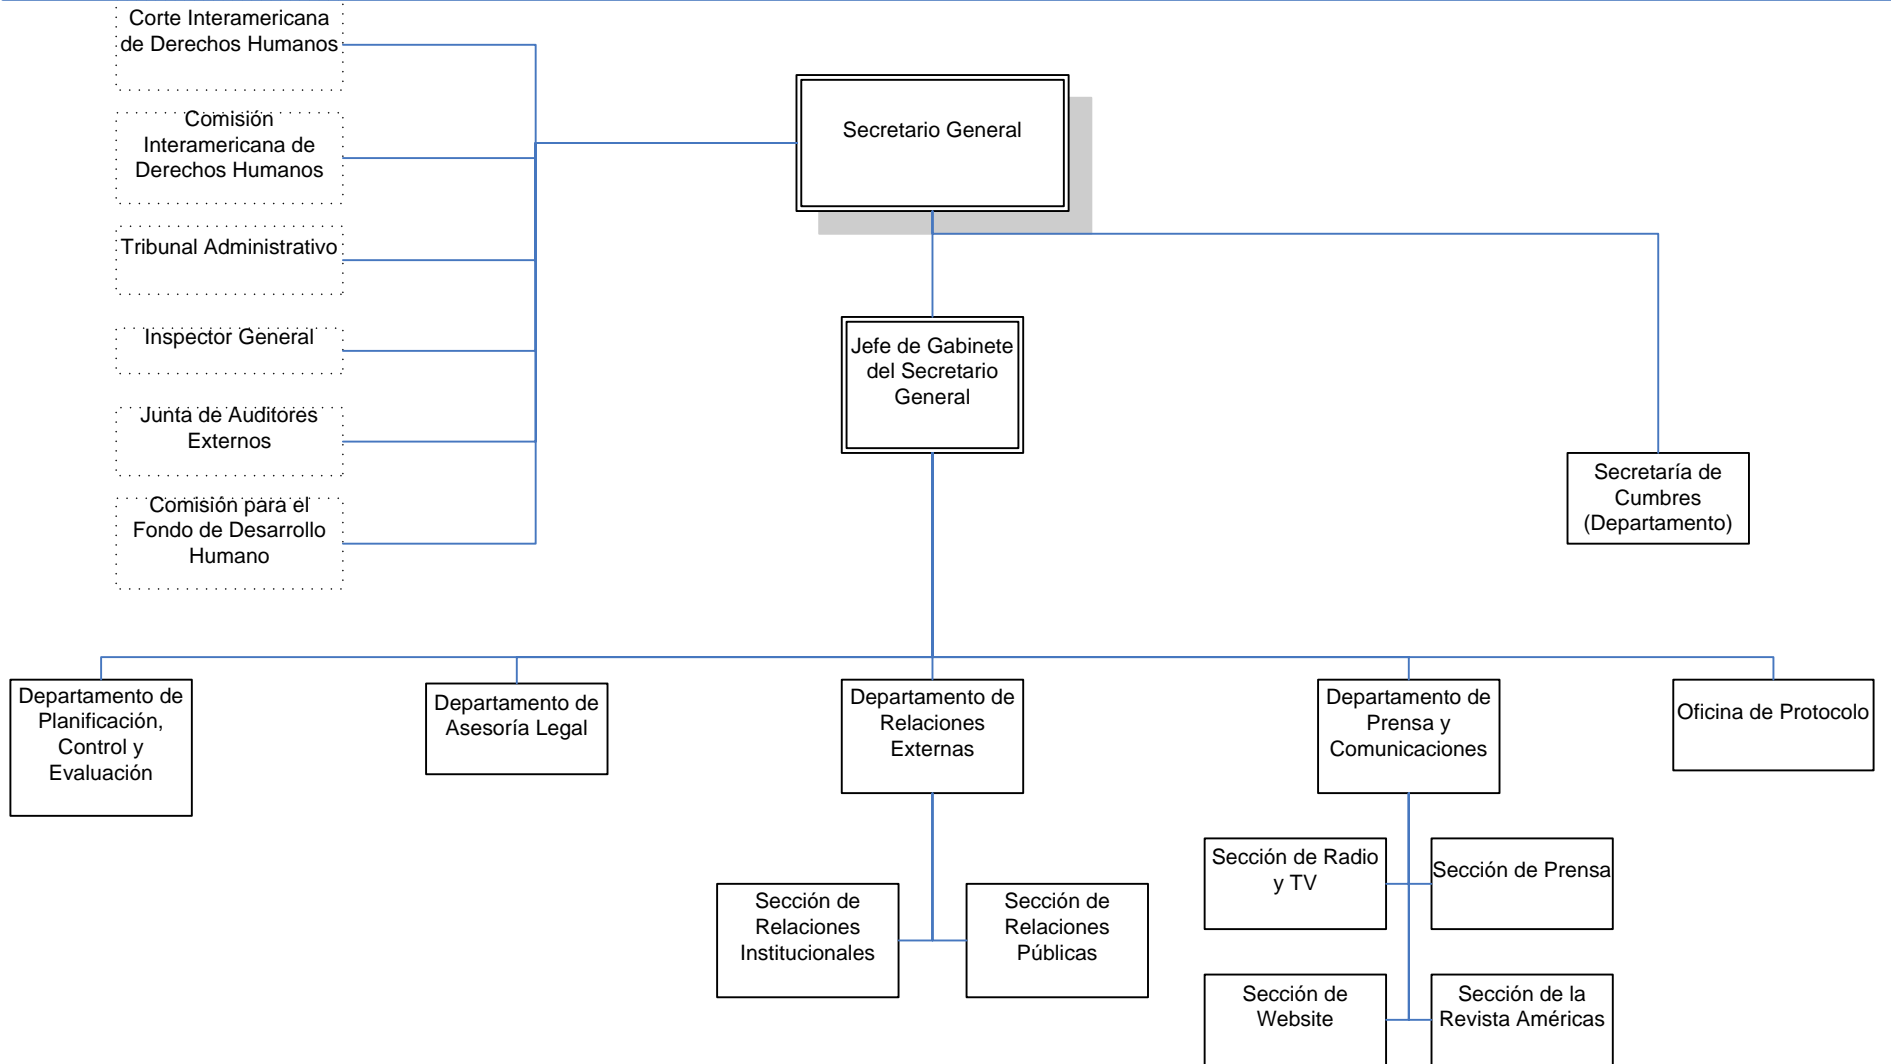 Corte Interamericana
de Derechos Humanos
Comisión
Interamericana de
Derechos Humanos
Tribunal Administrativo
Inspector General
Junta de Auditores
Externos
Comisión para el
Fondo de Desarrollo
Humano
Secretario General
Jefe de Gabinete
del Secretario
General
Secretaría de
Cumbres
(Departamento)
Departamento de
Planificación,
Control y
Evaluación
Departamento de
Asesoría Legal
Departamento de
Relaciones
Externas
Departamento de
Prensa y
Comunicaciones
Oficina de Protocolo
Sección de
Relaciones
Institucionales
Sección de
Relaciones
Públicas
Sección de Radio
y TV
Sección de Prensa
Sección de
Website
Sección de la
Revista Américas